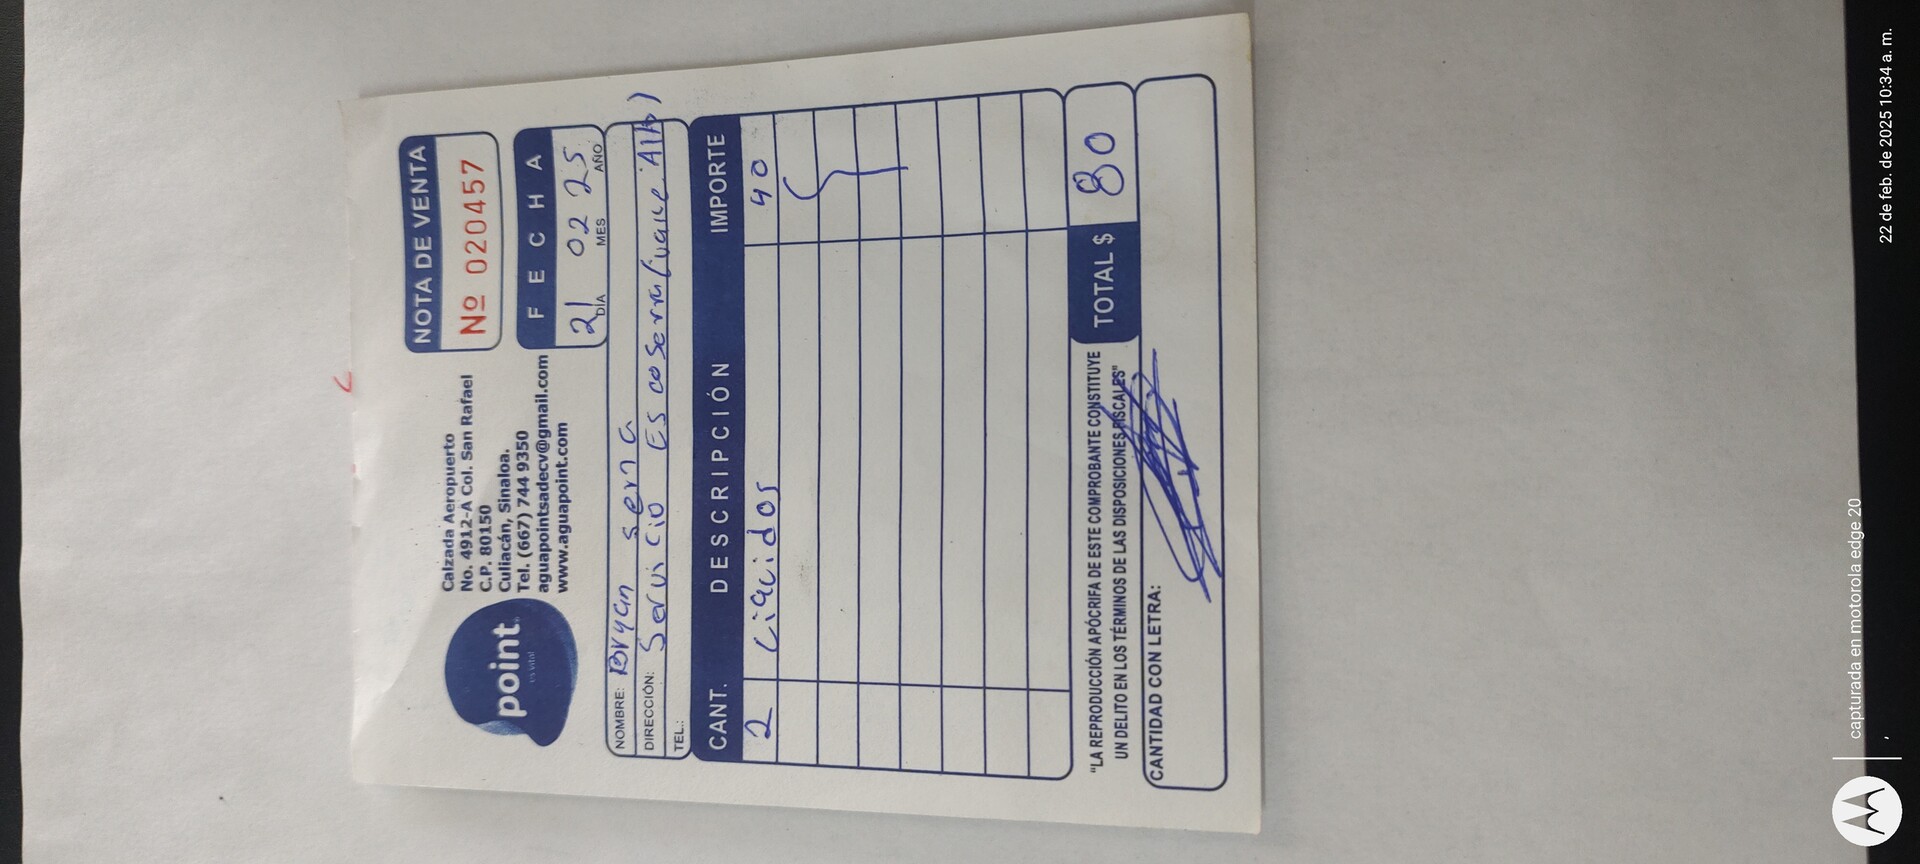 point
Calzada Aeropuerto
No. 4912-A Col. San Rafael
C.P. 80150
Culiacán, Sinaloa.
Tel. (667) 744 9350
aguapointsadecv@gmail.com
www.aguapoint.com
NOTA DE VENTA
Nº 020457
FECHA
21 02 25
DÍA MES AÑO
NOMBRE: Bryan serna
DIRECCIÓN: Servicio Es co Serra
TEL.:
CANT. DESCRIPCIÓN IMPORTE
2 Liquidos 40
"LA REPRODUCCIÓN APÓCRIFA DE ESTE COMPROBANTE CONSTITUYE
UN DELITO EN LOS TÉRMINOS DE LAS DISPOSICIONES FISCALES"
TOTAL $ 80
CANTIDAD CON LETRA:
capturada en motorola edge 20
22 de feb. de 2025 10:34 a. m.